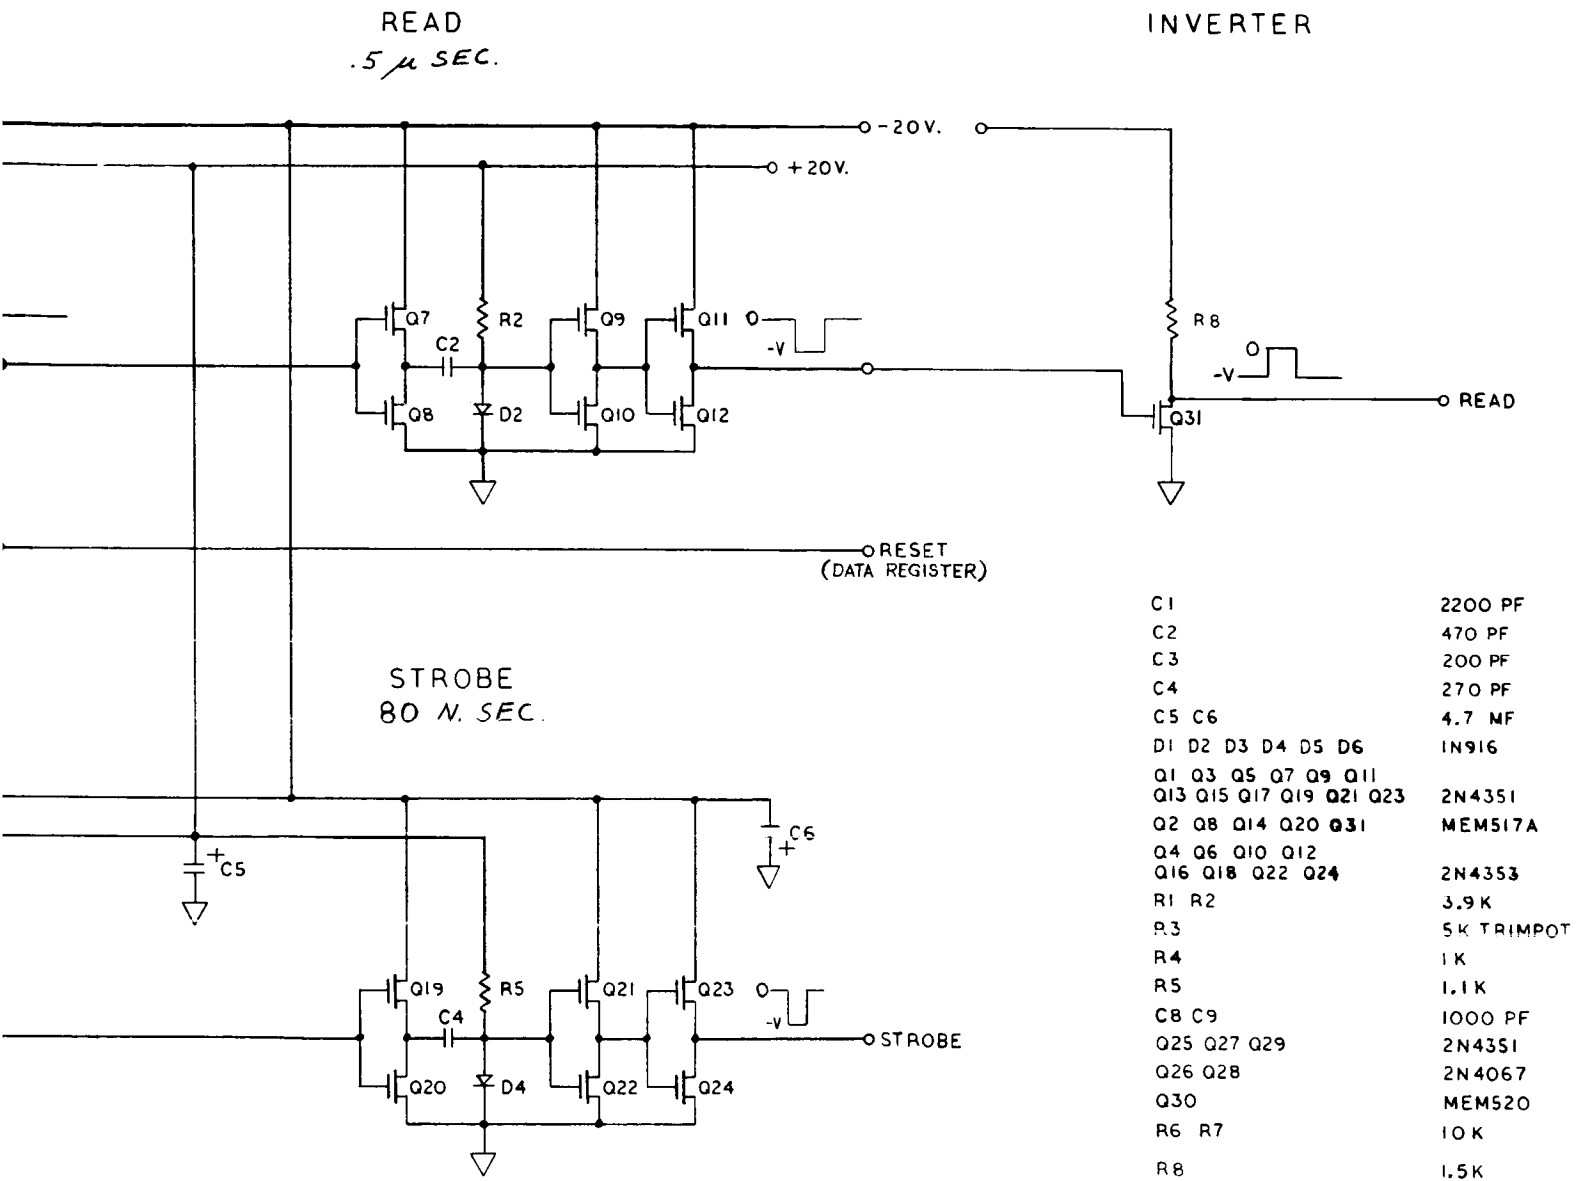 READ
.5 µ SEC.
INVERTER
-20V.
+20V.
Q7
R2
Q9
Q11
0
-V
C2
Q8
D2
Q10
Q12
R8
0
-V
READ
Q31
RESET
(DATA REGISTER)
STROBE
80 N. SEC.
+
C5
C6
+
Q19
R5
Q21
Q23
0
-V
C4
STROBE
Q20
D4
Q22
Q24
C1 2200 PF
C2 470 PF
C3 200 PF
C4 270 PF
C5 C6 4.7 MF
D1 D2 D3 D4 D5 D6 1N916
Q1 Q3 Q5 Q7 Q9 Q11
Q13 Q15 Q17 Q19 Q21 Q23 2N4351
Q2 Q8 Q14 Q20 Q31 MEM517A
Q4 Q6 Q10 Q12
Q16 Q18 Q22 Q24 2N4353
R1 R2 3.9K
R3 5K TRIMPOT
R4 1K
R5 1.1K
C8 C9 1000 PF
Q25 Q27 Q29 2N4351
Q26 Q28 2N4067
Q30 MEM520
R6 R7 10K
R8 1.5K